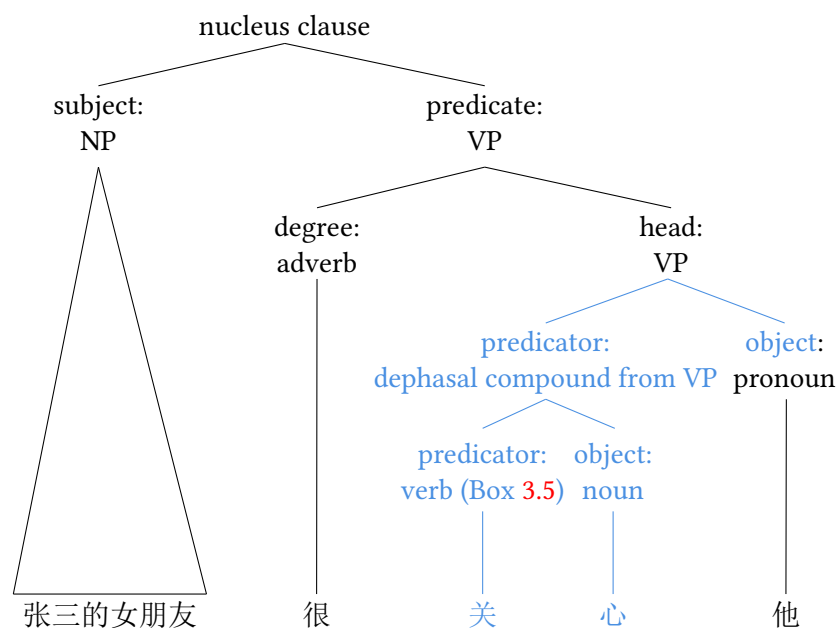 nucleus clause
subject: predicate:
NP VP
degree: head:
adverb VP
predicator: object:
dephasal compound from VP pronoun
predicator: object:
verb (Box 3.5) noun
张三的女朋友 很 关 心 他